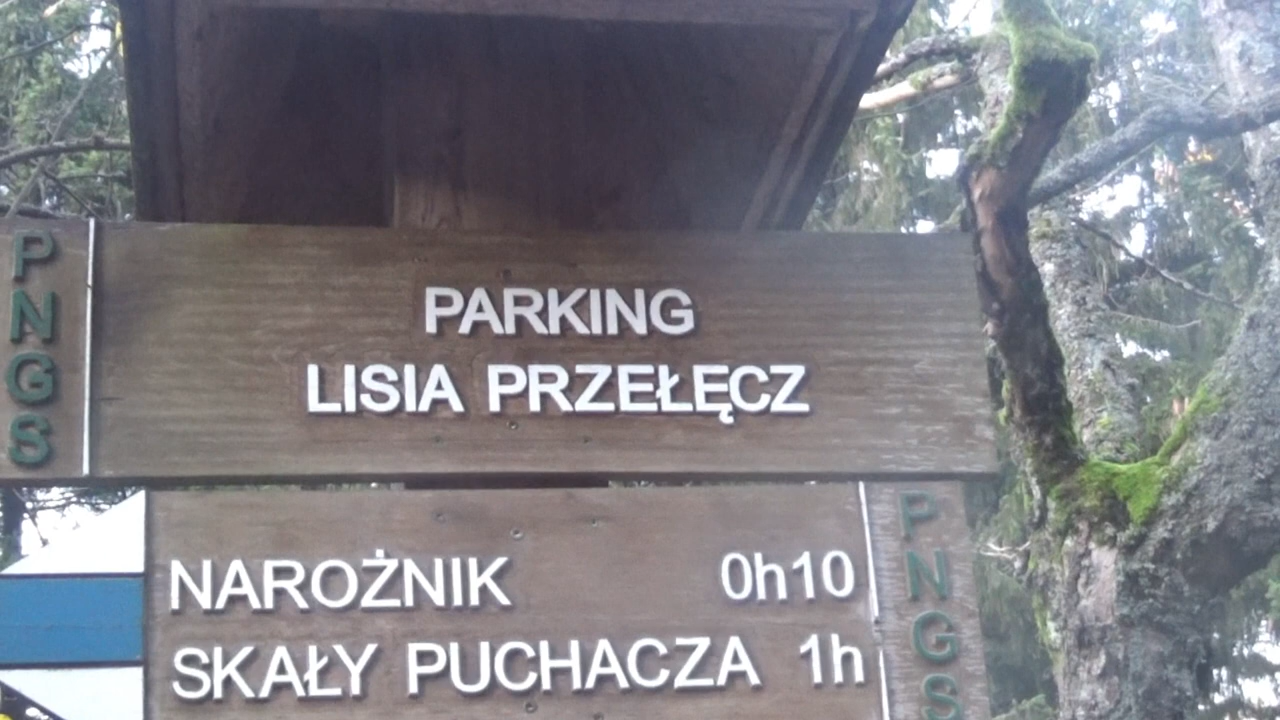 PNGS
PARKING
LISIA PRZEŁĘCZ
NAROŻNIK 0h10
SKAŁY PUCHACZA 1h
PNGS